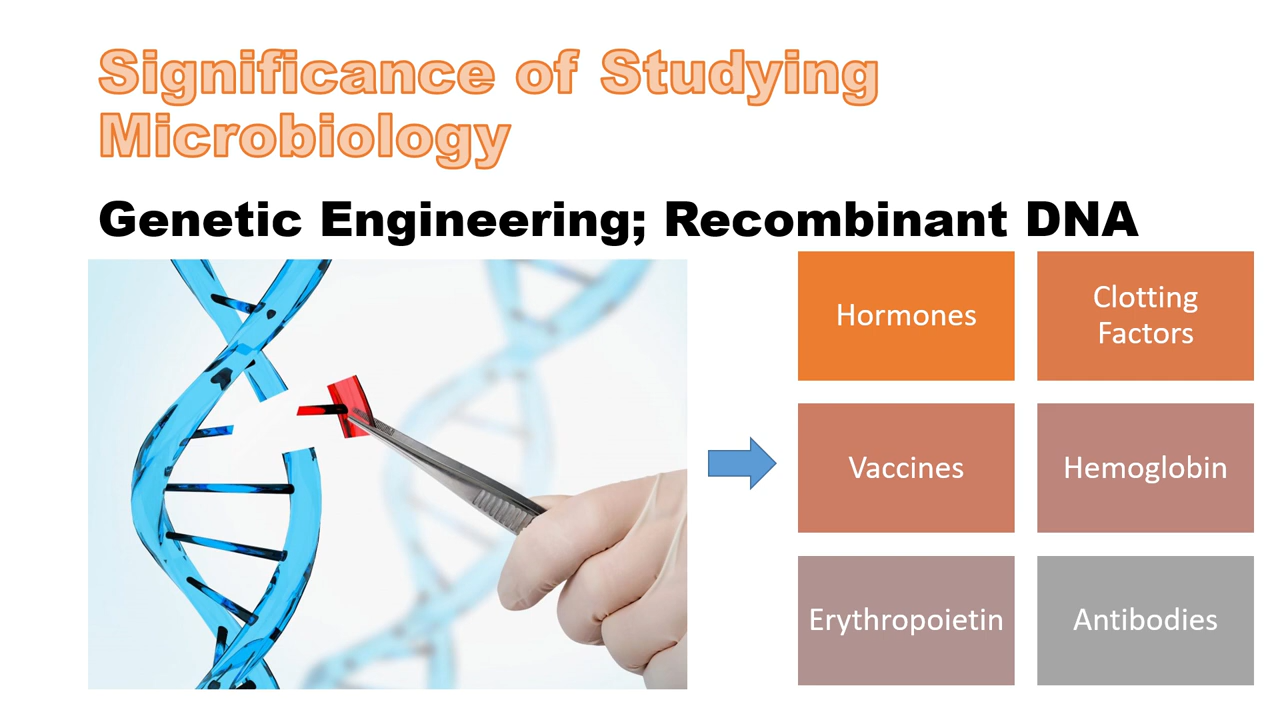 Significance of Studying
Microbiology
Genetic Engineering; Recombinant DNA
Hormones
Clotting
Factors
Vaccines
Hemoglobin
Erythropoietin
Antibodies